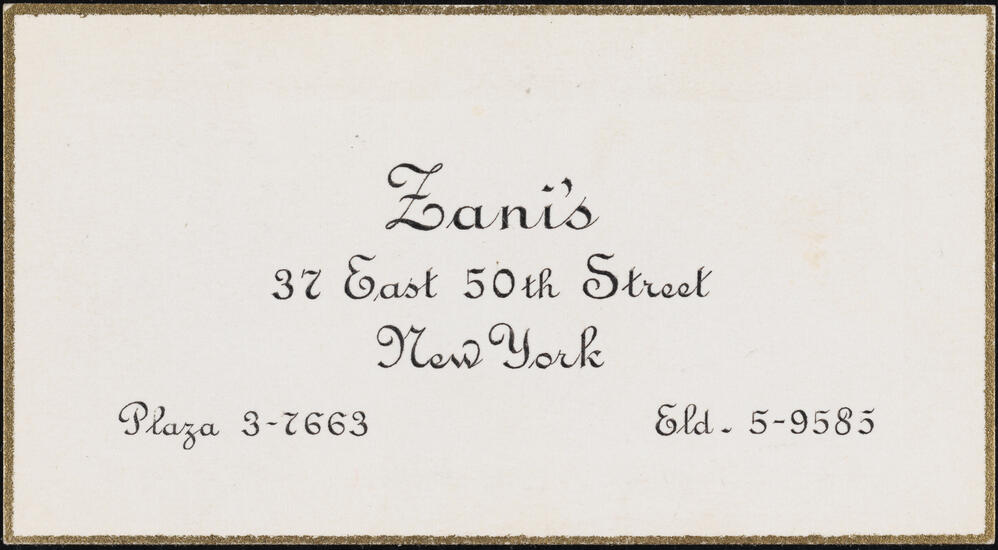 Zani's
37 East 50th Street
New York
Plaza 3-7663 Eld. 5-9585